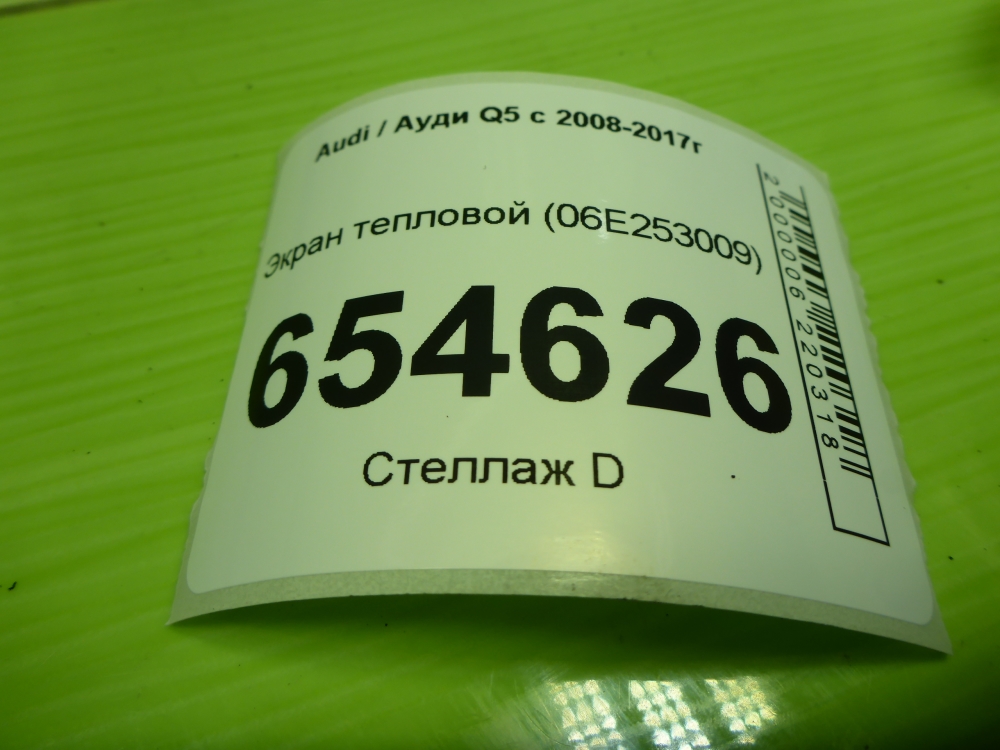 Audi / Ауди Q5 с 2008-2017г
Экран тепловой (06E253009)
654626
Стеллаж D
2000006220318